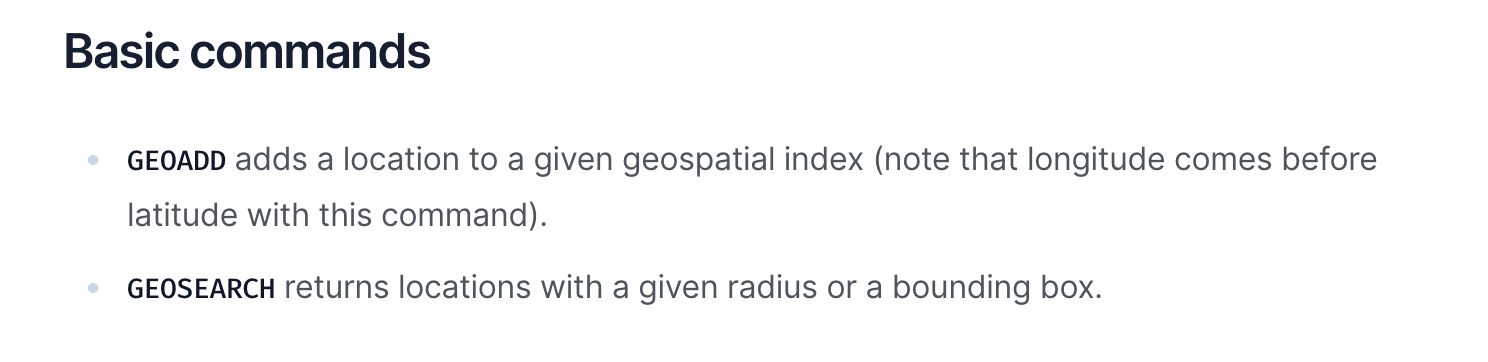 Basic commands
GEOADD adds a location to a given geospatial index (note that longitude comes before
latitude with this command).
GEOSEARCH returns locations with a given radius or a bounding box.